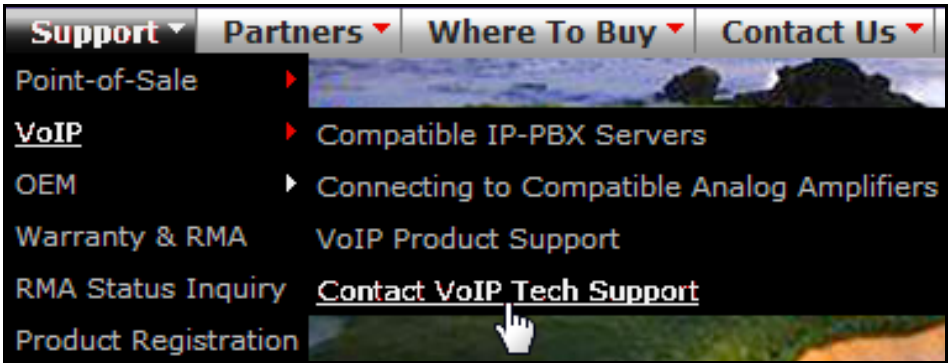 Support Partners Where To Buy Contact Us
Point-of-Sale
VoIP Compatible IP-PBX Servers
OEM Connecting to Compatible Analog Amplifiers
Warranty & RMA VoIP Product Support
RMA Status Inquiry Contact VoIP Tech Support
Product Registration